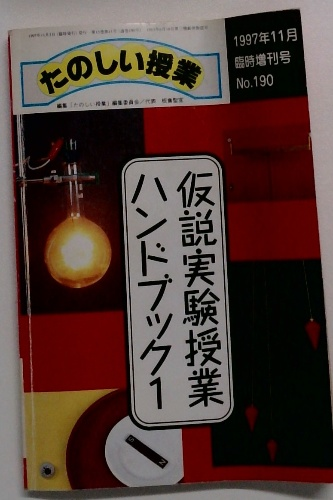 たのしい授業
1997年11月
臨時増刊号
No.190
仮説実験授業
ハンドブック1